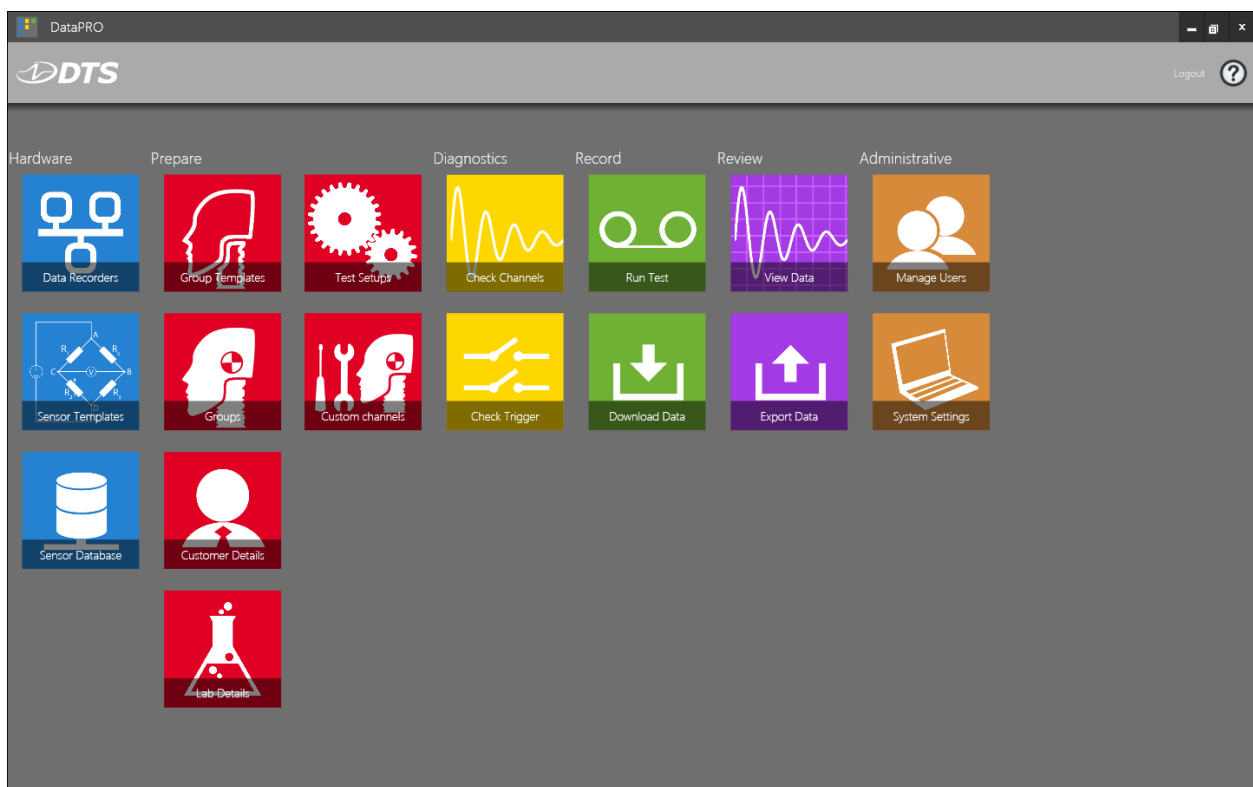 DataPRO
DTS
Logout
?
Hardware
Prepare
Diagnostics
Record
Review
Administrative
Data Recorders
Group Templates
Test Setups
Check Channels
Run Test
View Data
Manage Users
A
B
C
D
V
Sensor Templates
Groups
Custom channels
Check Trigger
Download Data
Export Data
System Settings
Sensor Database
Customer Details
Lab Details